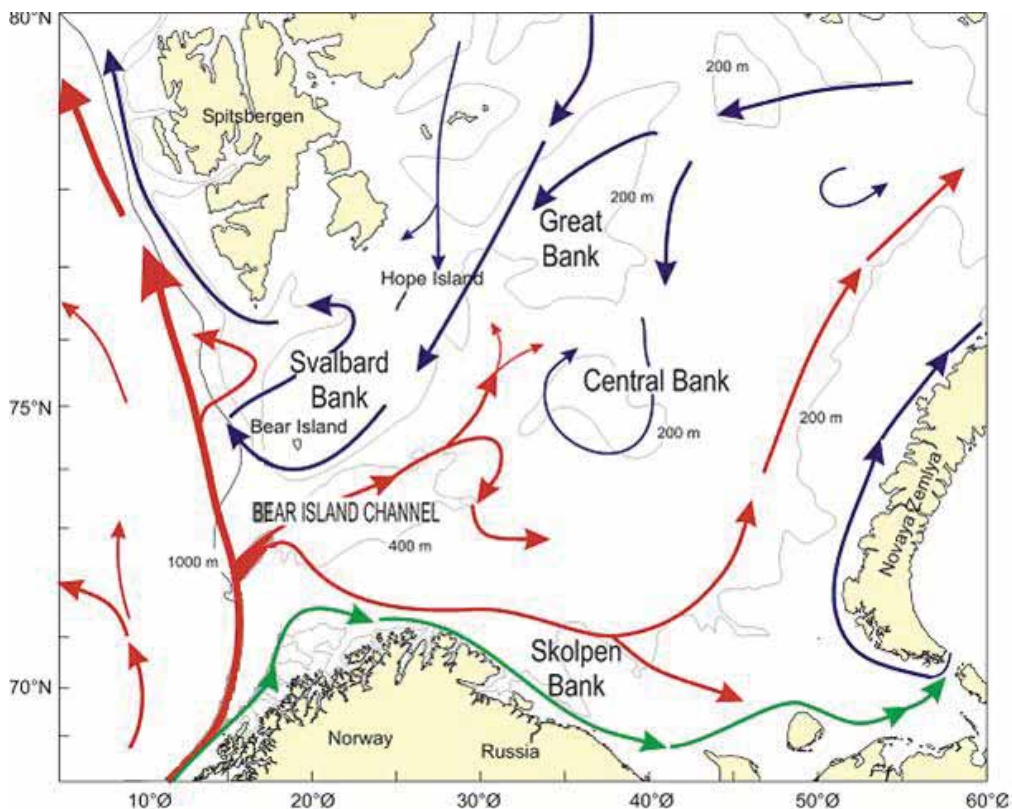 80°N
200 m
Spitsbergen
200 m
Great
Bank
Hope Island
Svalbard
Bank
Central Bank
75°N
Bear Island
200 m
200 m
BEAR ISLAND CHANNEL
400 m
1000 m
Novaya Zemlya
Skolpen
Bank
70°N
Norway
Russia
10°Ø
20°Ø
30°Ø
40°Ø
50°Ø
60°Ø